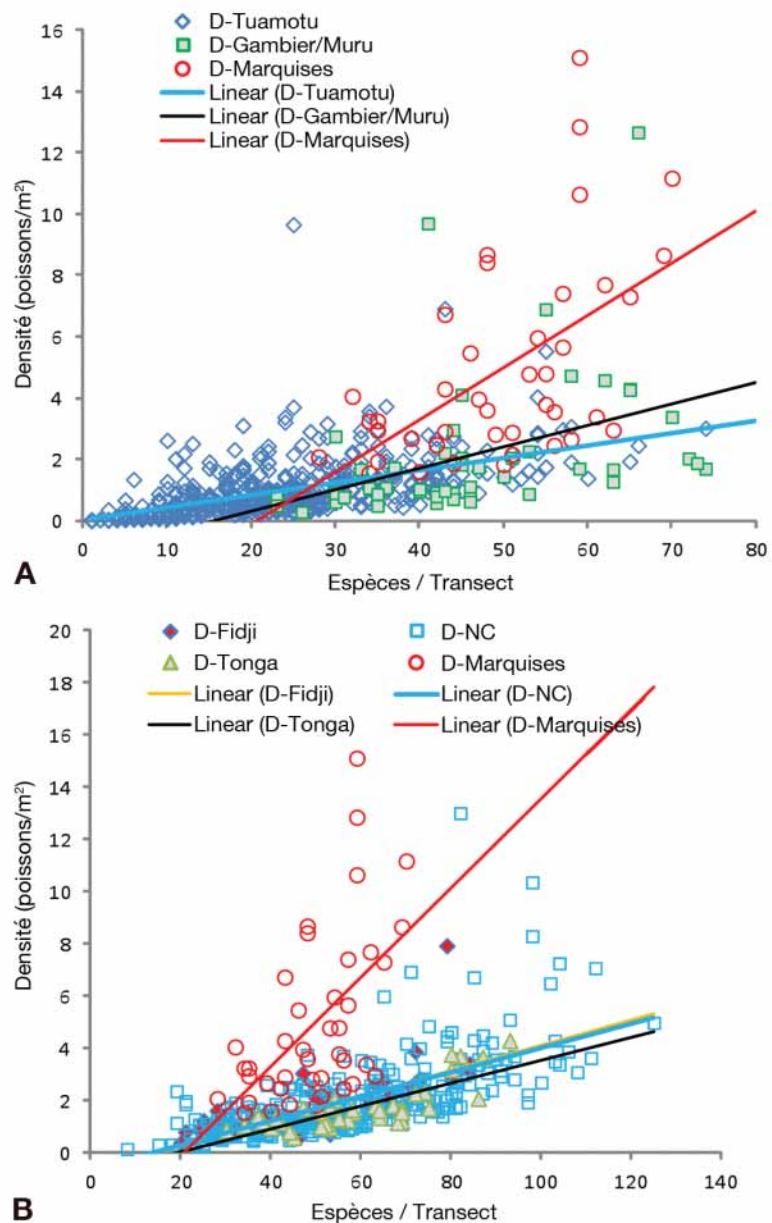 16
14
12
10
8
6
4
2
0
Densité (poissons/m²)
D-Tuamotu
D-Gambier/Muru
D-Marquises
Linear (D-Tuamotu)
Linear (D-Gambier/Muru)
Linear (D-Marquises)
0 10 20 30 40 50 60 70 80
Espèces / Transect
A
20
18
16
14
12
10
8
6
4
2
0
Densité (poissons/m²)
D-Fidji D-NC
D-Tonga D-Marquises
Linear (D-Fidji) Linear (D-NC)
Linear (D-Tonga) Linear (D-Marquises)
0 20 40 60 80 100 120 140
Espèces / Transect
B